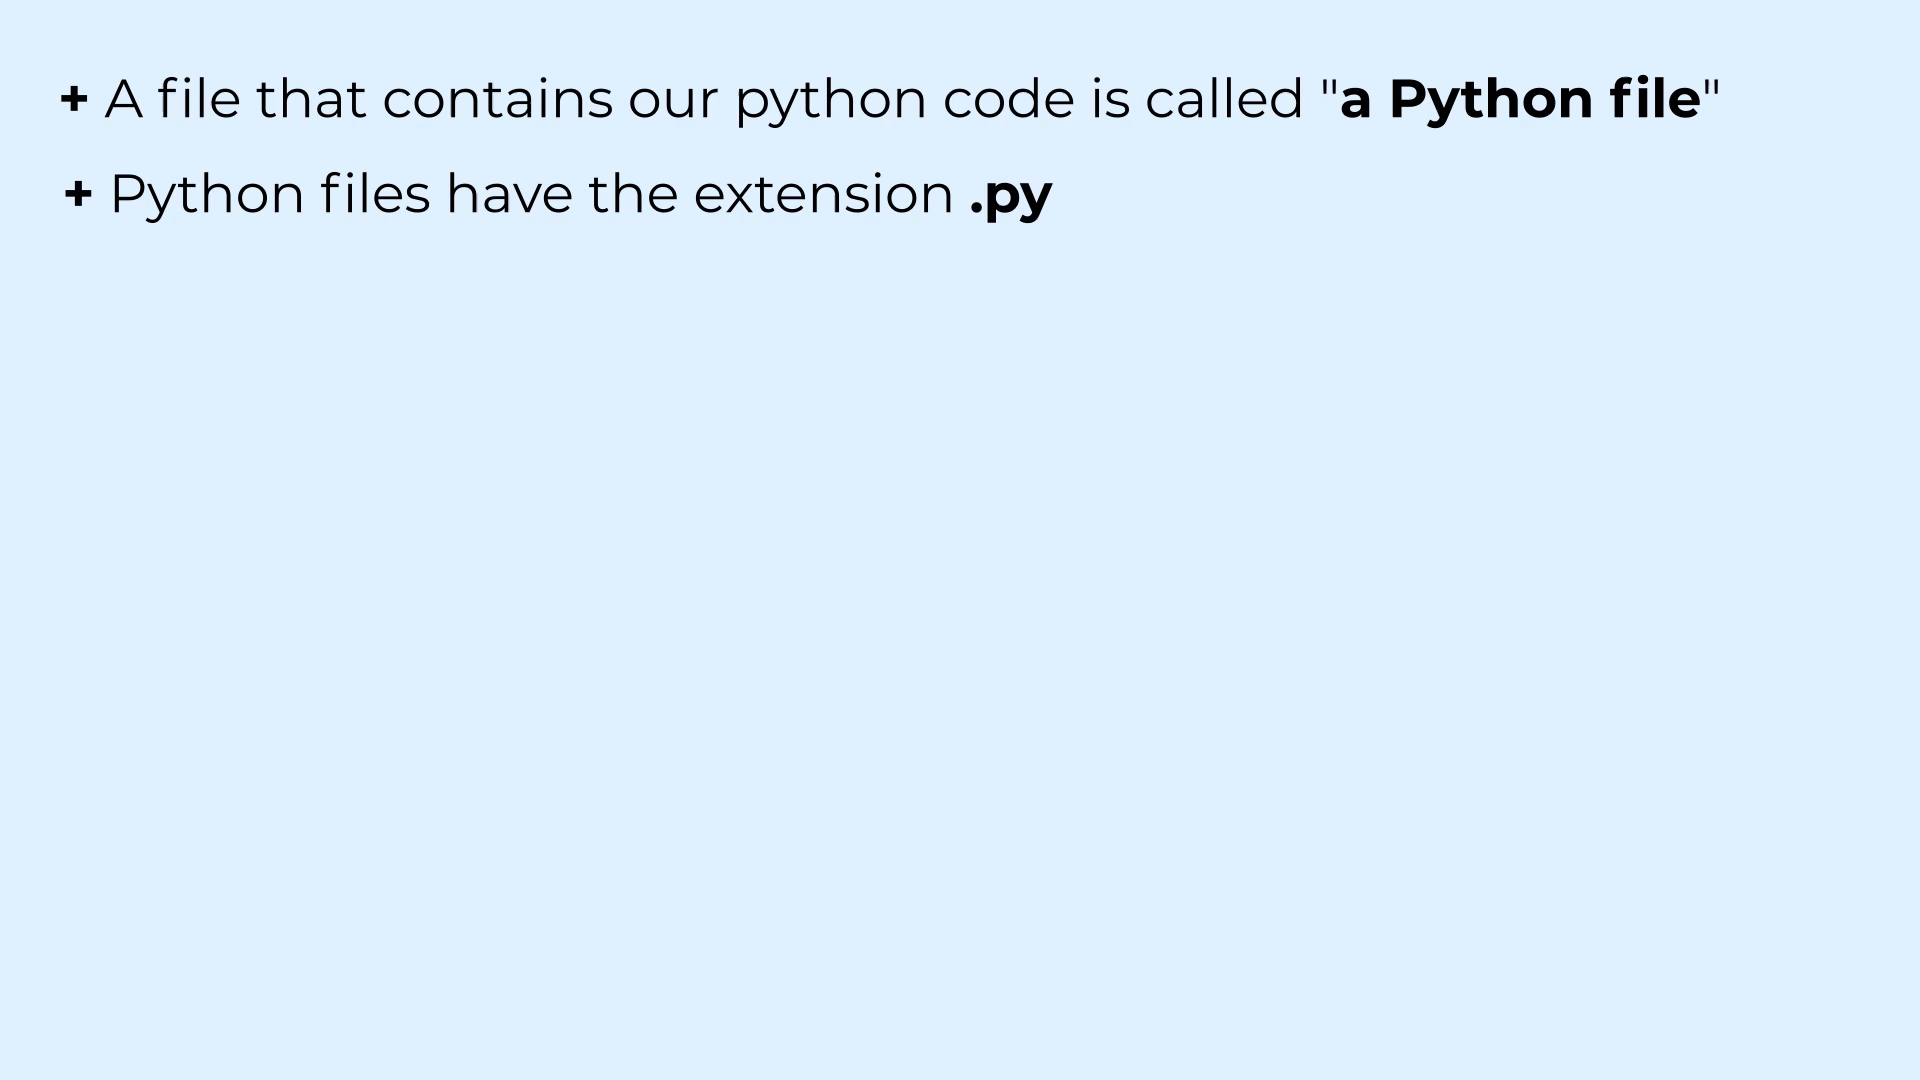 + A file that contains our python code is called "a Python file"
+ Python files have the extension .py